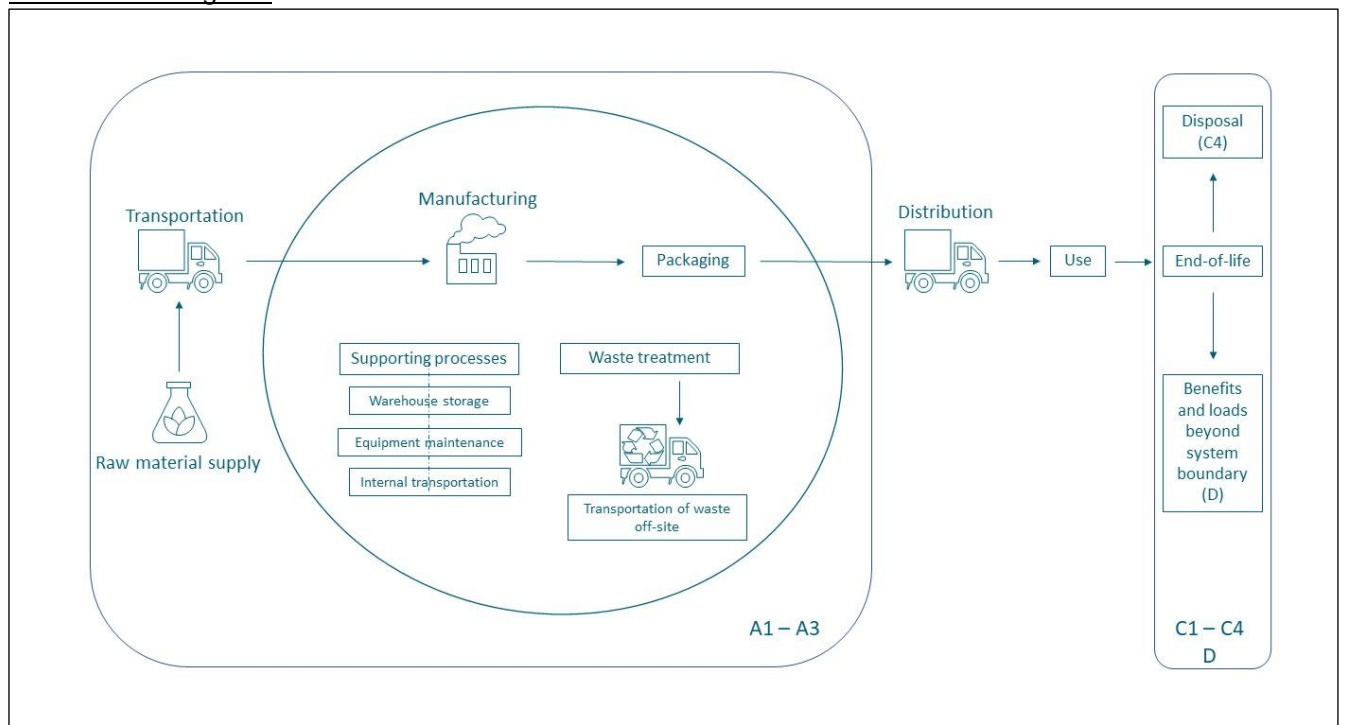 Transportation
Raw material supply
Manufacturing
Packaging
Supporting processes
Warehouse storage
Equipment maintenance
Internal transportation
Waste treatment
Transportation of waste
off-site
A1 – A3
Distribution
Use
Disposal
(C4)
End-of-life
Benefits
and loads
beyond
system
boundary
(D)
C1 – C4
D